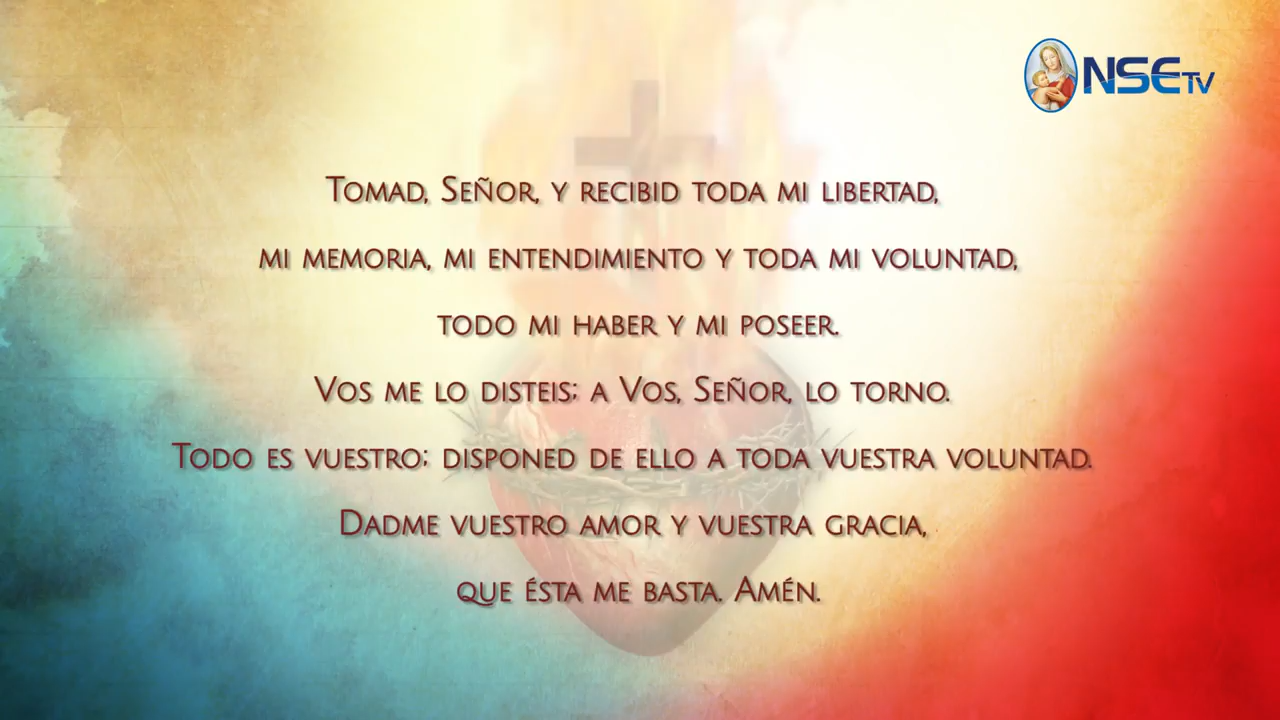 NSE TV
Tomad, Señor, y recibid toda mi libertad,
mi memoria, mi entendimiento y toda mi voluntad,
todo mi haber y mi poseer.
Vos me lo disteis; a Vos, Señor, lo torno.
Todo es vuestro; disponed de ello a toda vuestra voluntad.
Dadme vuestro amor y vuestra gracia,
que ésta me basta. Amén.